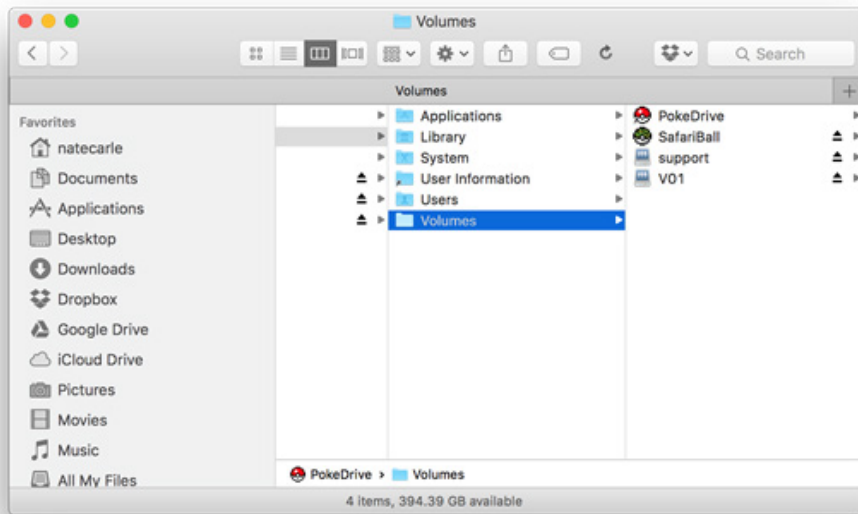 Volumes
Search
Volumes
Favorites
natecarle
Documents
Applications
Desktop
Downloads
Dropbox
Google Drive
iCloud Drive
Pictures
Movies
Music
All My Files
Applications
Library
System
User Information
Users
Volumes
PokeDrive
SafariBall
support
V01
PokeDrive › Volumes
4 items, 394.39 GB available